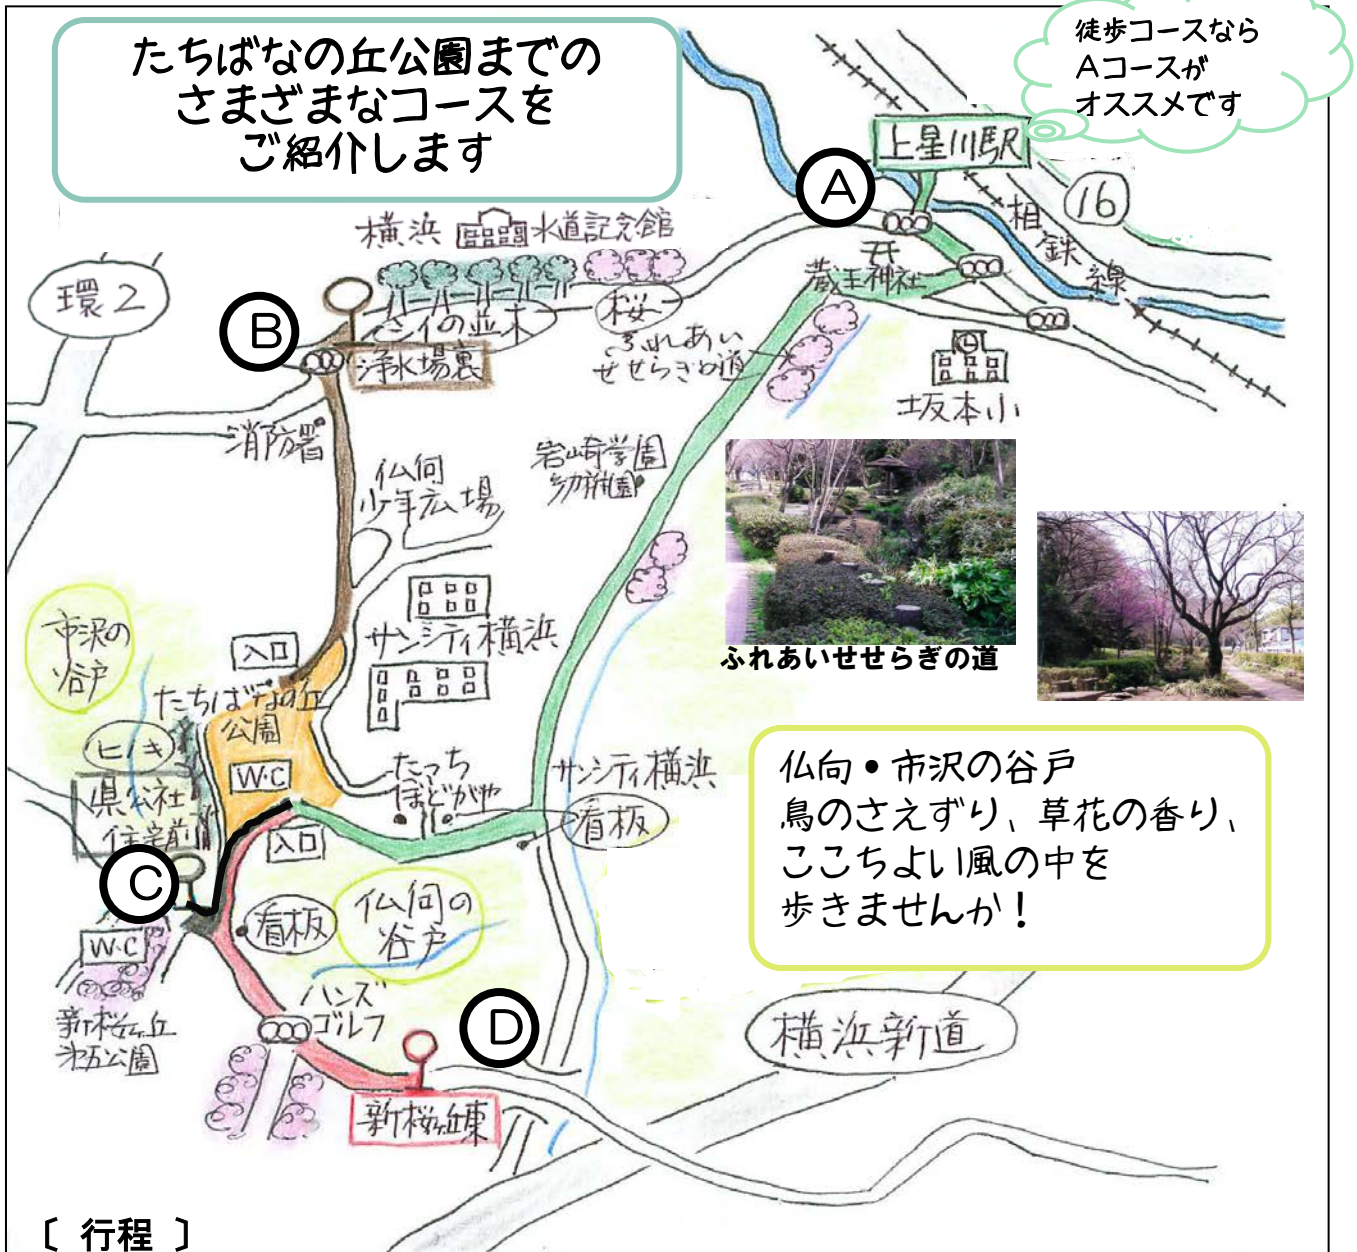 たちばなの丘公園までの
さまざまなコースを
ご紹介します
徒歩コースなら
Aコースが
オススメです
上星川駅
A
16
相鉄線
横浜水道記念館
蔵王神社
環2
B
桜
の並木
浄水場裏
ふれあい
せせらぎの道
坂本小
消防署
仏向
少年広場
岩崎学園
幼稚園
ふれあいせせらぎの道
サンシティ横浜
市沢の
谷戸
入口
たちばなの丘
公園
ヒノキ
W·C
県公社
住宅前
たっち
ほどがや
サンシティ横浜
看板
入口
C
仏向の
谷戸
看板
W·C
仏向・市沢の谷戸
鳥のさえずり、草花の香り、
ここちよい風の中を
歩きませんか！
新桜ヶ丘
第五公園
ハンズ
ゴルフ
D
横浜新道
新桜ヶ丘東
〔 行程 〕